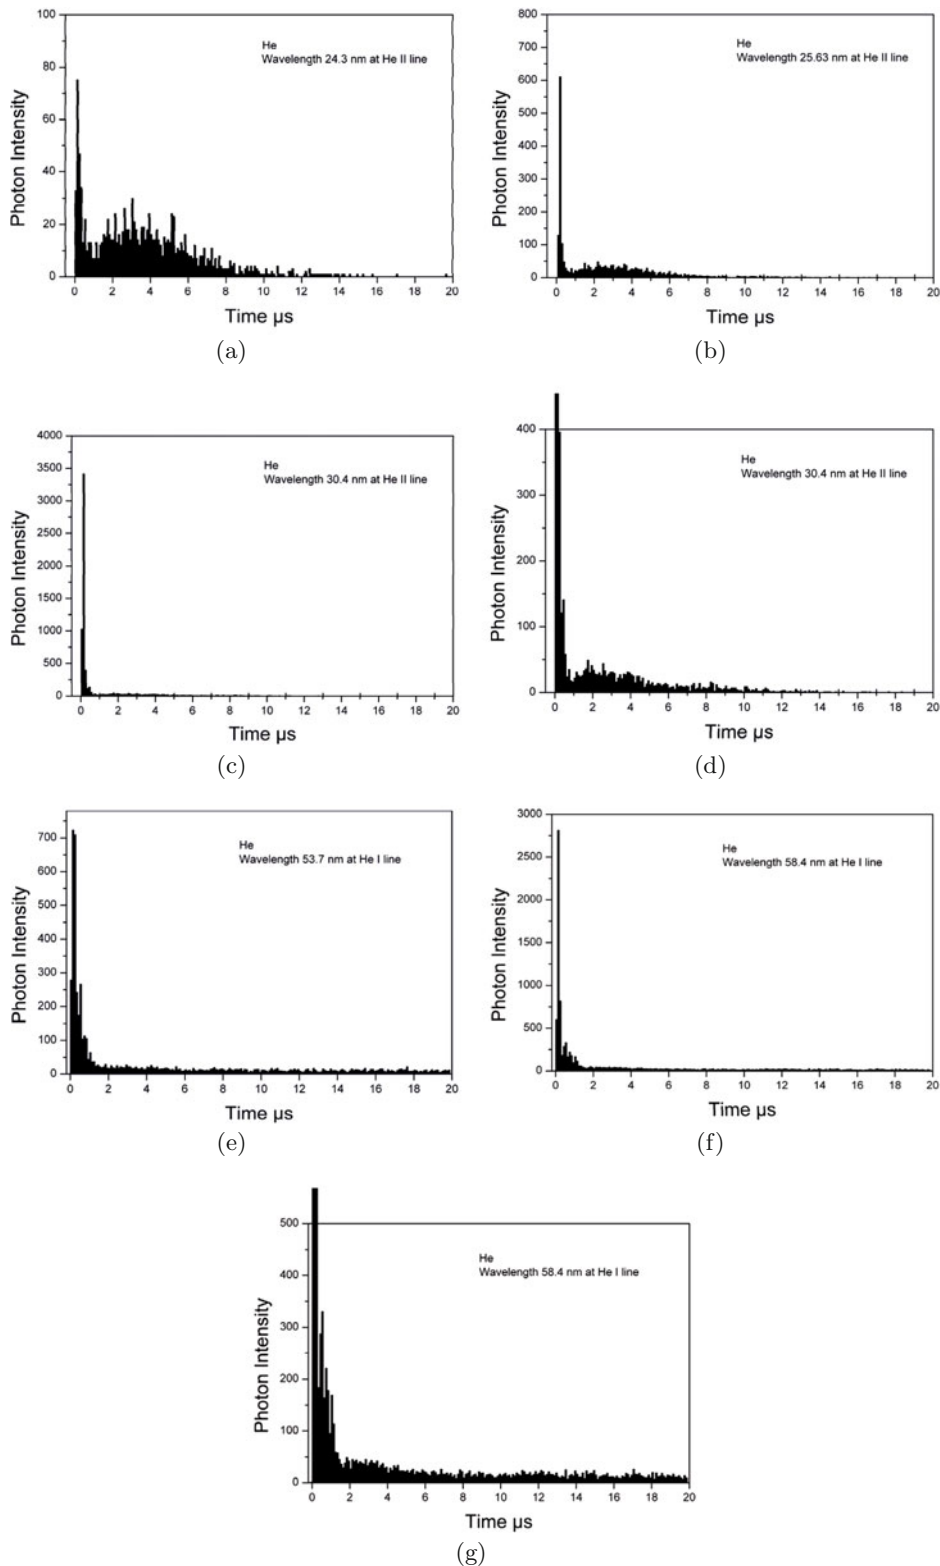 100
80
60
40
20
0
Photon Intensity
He
Wavelength 24.3 nm at He II line
0 2 4 6 8 10 12 14 16 18 20
Time µs
(a)
800
700
600
500
400
300
200
100
0
Photon Intensity
He
Wavelength 25.63 nm at He II line
0 2 4 6 8 10 12 14 16 18 20
Time µs
(b)
4000
3500
3000
2500
2000
1500
1000
500
0
Photon Intensity
He
Wavelength 30.4 nm at He II line
0 2 4 6 8 10 12 14 16 18 20
Time µs
(c)
400
300
200
100
0
Photon Intensity
He
Wavelength 30.4 nm at He II line
0 2 4 6 8 10 12 14 16 18 20
Time µs
(d)
700
600
500
400
300
200
100
0
Photon Intensity
He
Wavelength 53.7 nm at He I line
0 2 4 6 8 10 12 14 16 18 20
Time µs
(e)
3000
2500
2000
1500
1000
500
0
Photon Intensity
He
Wavelength 58.4 nm at He I line
0 2 4 6 8 10 12 14 16 18 20
Time µs
(f)
500
400
300
200
100
0
Photon Intensity
He
Wavelength 58.4 nm at He I line
0 2 4 6 8 10 12 14 16 18 20
Time µs
(g)